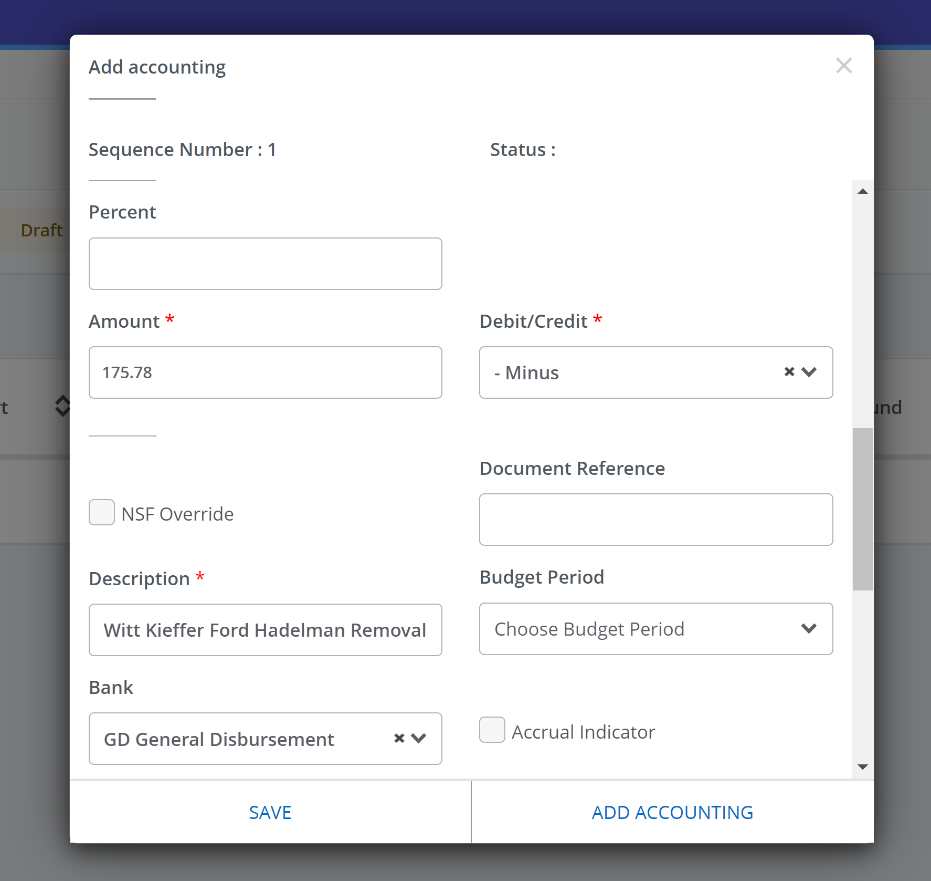 Add accounting
Sequence Number : 1
Status :
Percent
Draft
Amount *
Debit/Credit *
175.78
- Minus
t
und
Document Reference
NSF Override
Description *
Budget Period
Witt Kieffer Ford Hadelman Removal
Choose Budget Period
Bank
GD General Disbursement
Accrual Indicator
SAVE
ADD ACCOUNTING